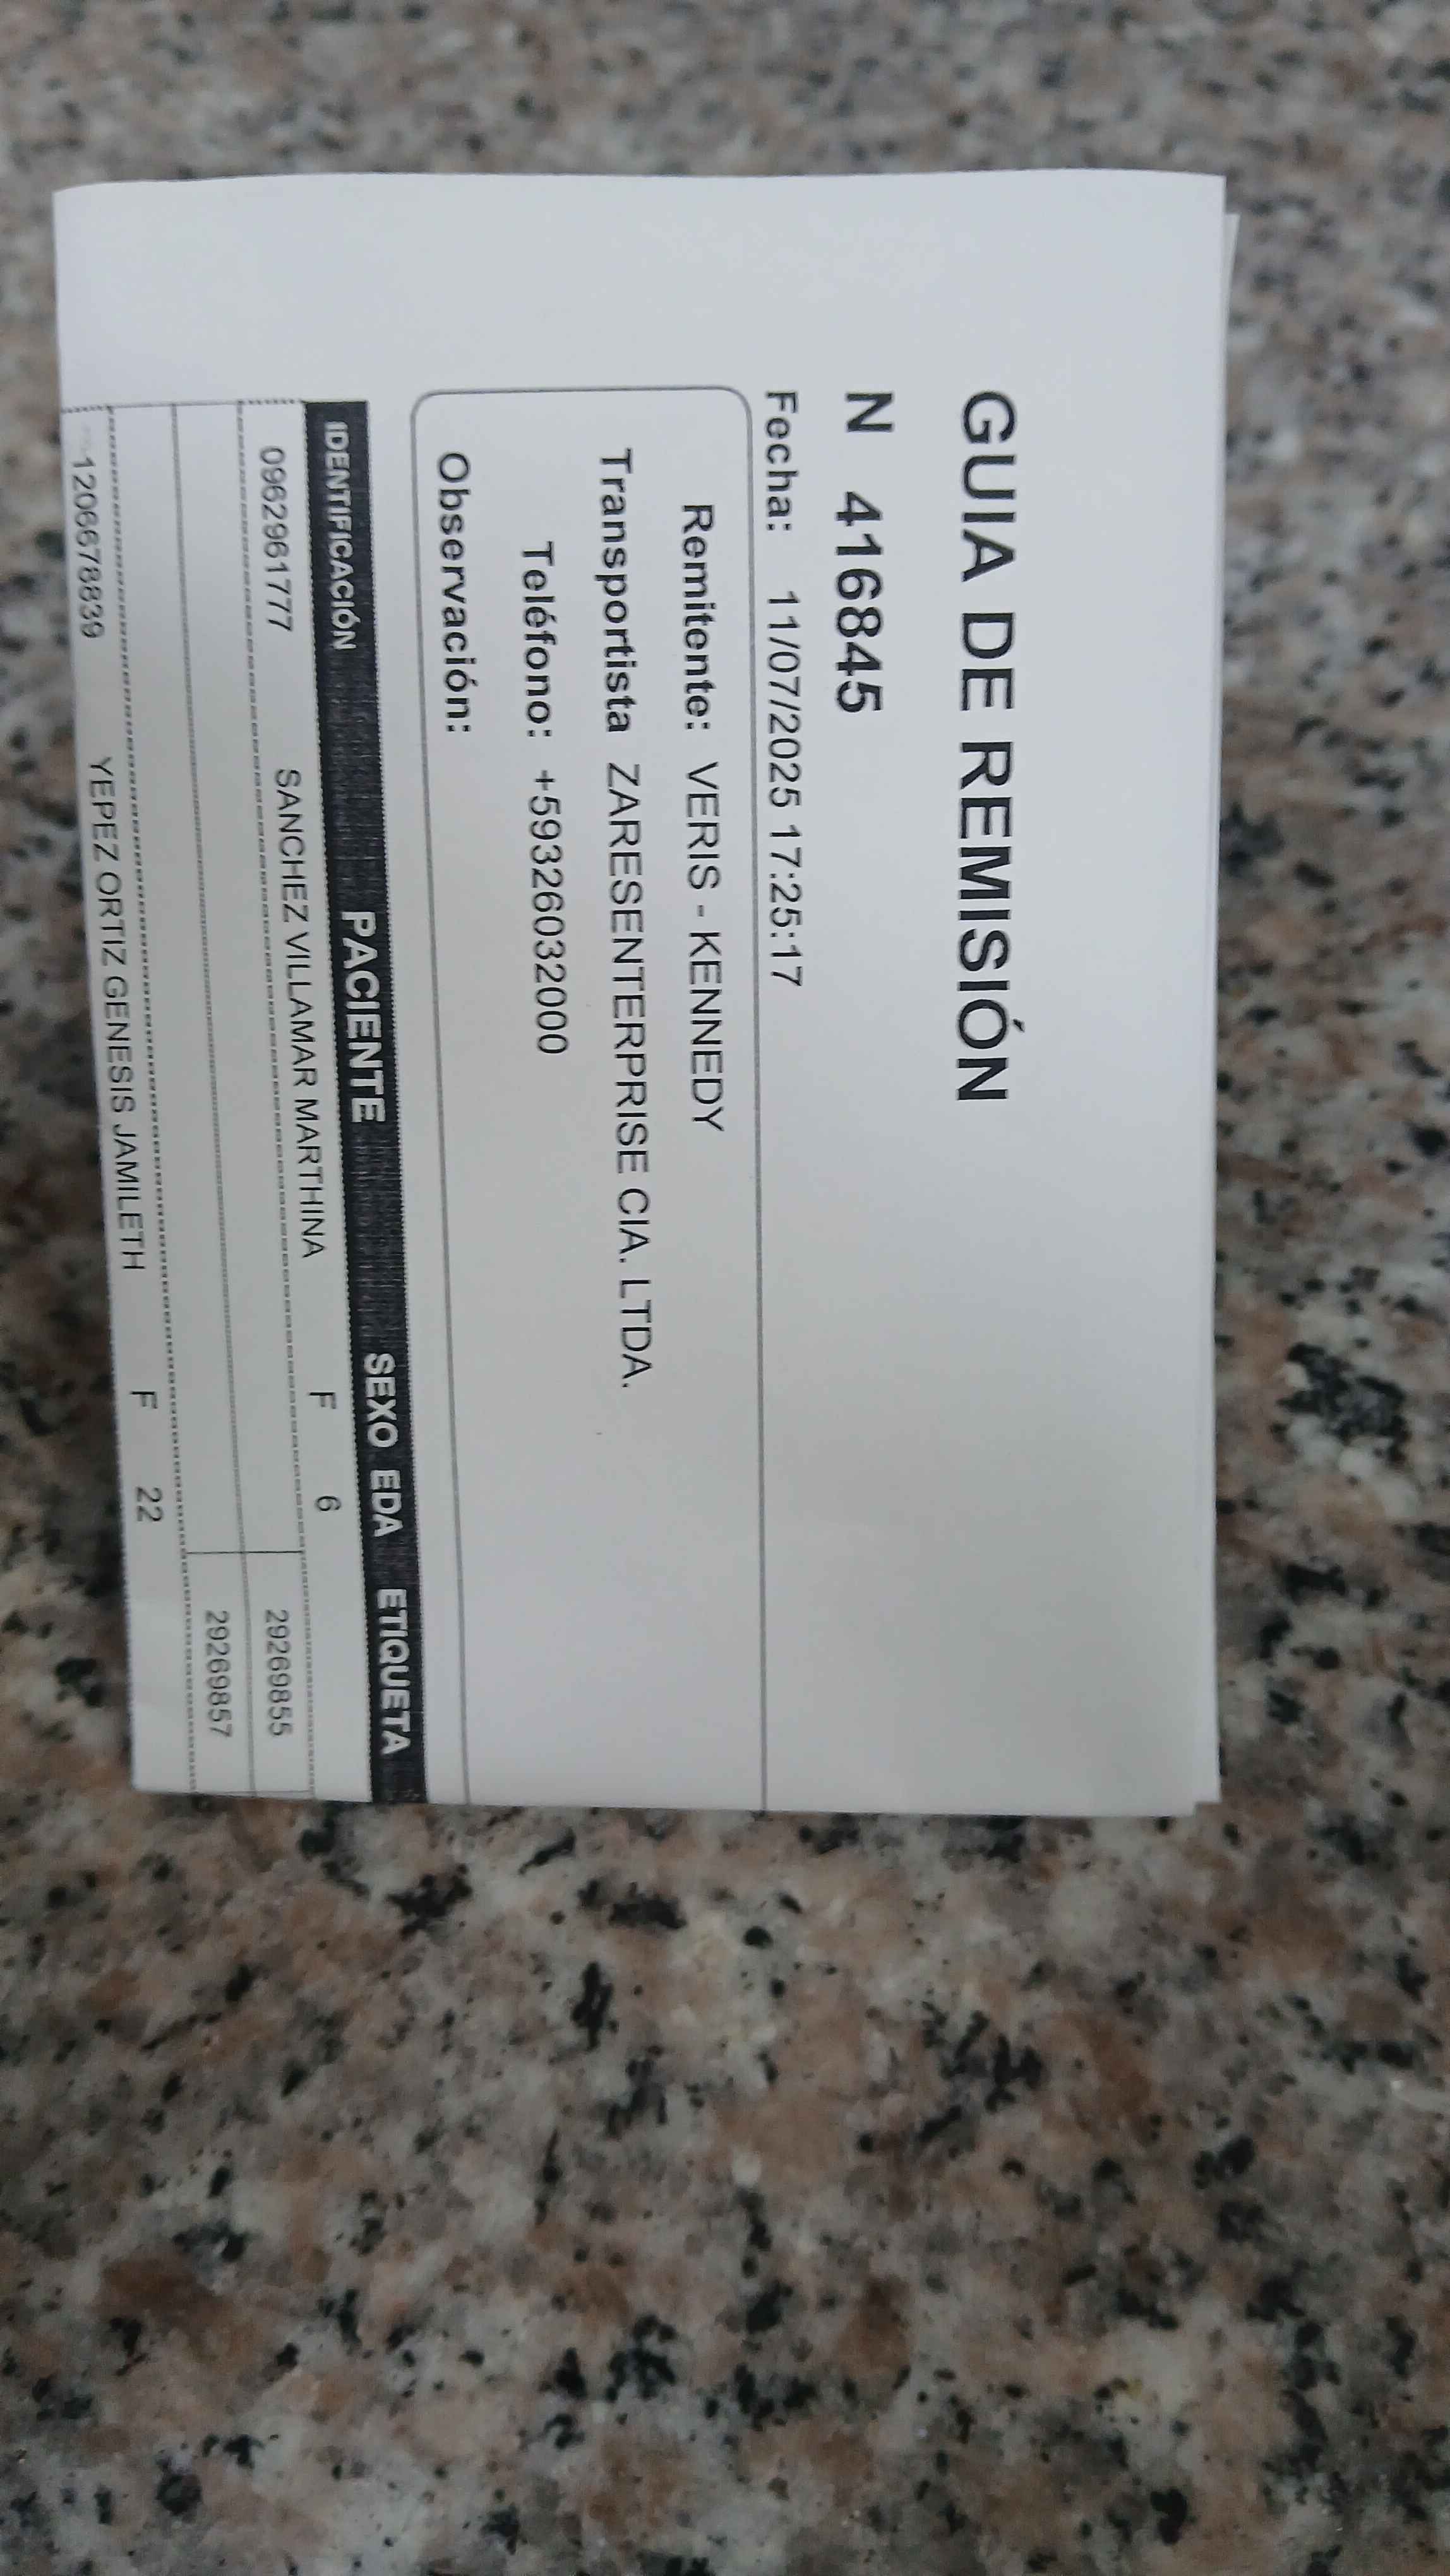 GUIA DE REMISIÓN
N 416845
Fecha: 11/07/2025 17:25:17
Remitente: VERIS - KENNEDY
Transportista ZARESENTERPRISE CIA. LTDA.
Teléfono: +59326032000
Observación:
IDENTIFICACIÓN PACIENTE SEXO EDA ETIQUETA
0962961777 SANCHEZ VILLAMAR MARTHINA F 6
29269855
29269857
1206678839 YEPEZ ORTIZ GENESIS JAMILETH F 22